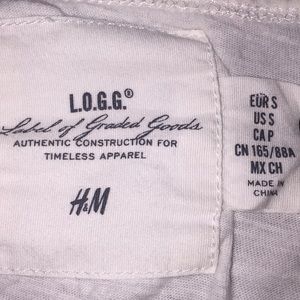 L.O.G.G.®
Label of Graded Goods
AUTHENTIC CONSTRUCTION FOR
TIMELESS APPAREL
H&M
EUR S
US S
CA P
CN 165/88A
MX CH
MADE IN
CHINA